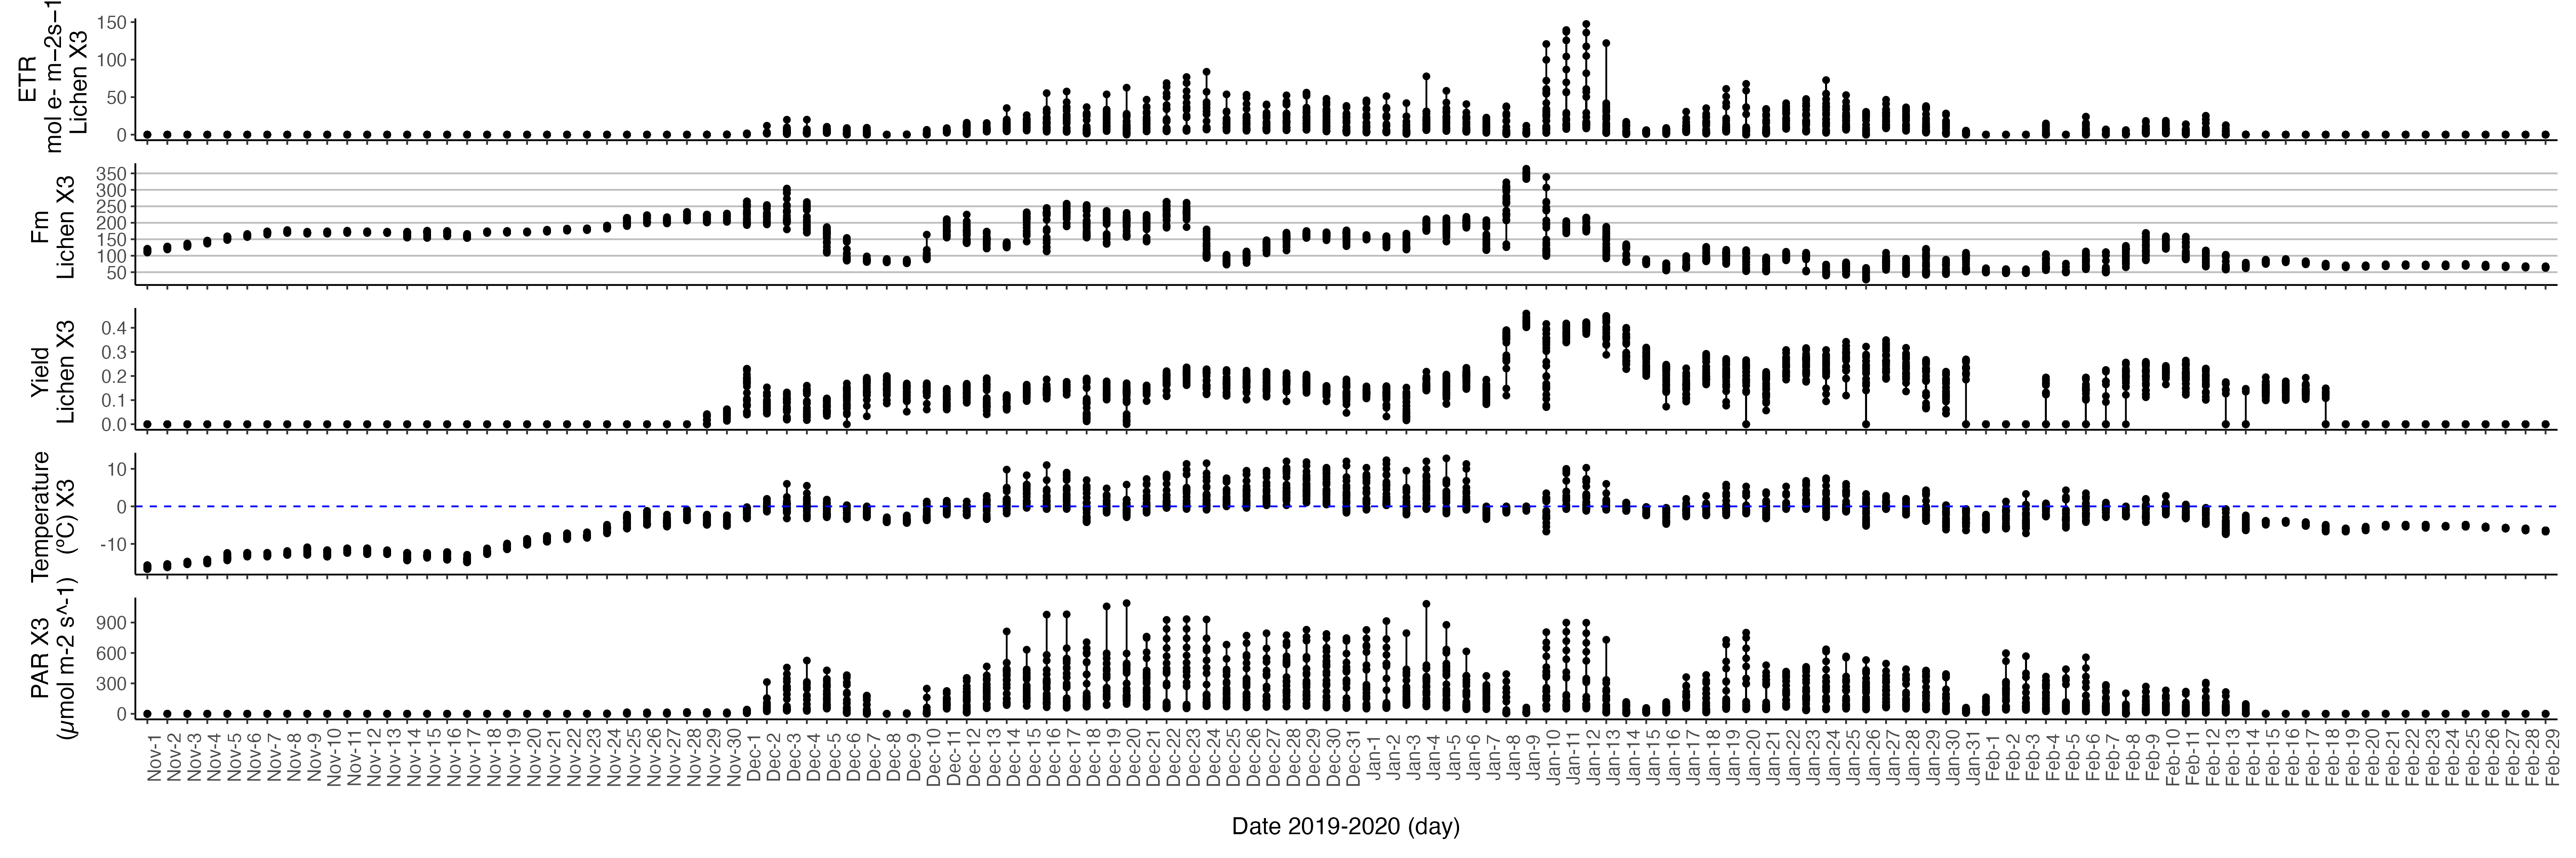 ETR
mol e- m−2s−1
Lichen X3
150
100
50
0
Fm
Lichen X3
350
300
250
200
150
100
50
Yield
Lichen X3
0.4
0.3
0.2
0.1
0.0
Temperature
(ºC) X3
10
0
-10
PAR X3
(µmol m-2 s^-1)
900
600
300
0
Nov-1
Nov-2
Nov-3
Nov-4
Nov-5
Nov-6
Nov-7
Nov-8
Nov-9
Nov-10
Nov-11
Nov-12
Nov-13
Nov-14
Nov-15
Nov-16
Nov-17
Nov-18
Nov-19
Nov-20
Nov-21
Nov-22
Nov-23
Nov-24
Nov-25
Nov-26
Nov-27
Nov-28
Nov-29
Nov-30
Dec-1
Dec-2
Dec-3
Dec-4
Dec-5
Dec-6
Dec-7
Dec-8
Dec-9
Dec-10
Dec-11
Dec-12
Dec-13
Dec-14
Dec-15
Dec-16
Dec-17
Dec-18
Dec-19
Dec-20
Dec-21
Dec-22
Dec-23
Dec-24
Dec-25
Dec-26
Dec-27
Dec-28
Dec-29
Dec-30
Dec-31
Jan-1
Jan-2
Jan-3
Jan-4
Jan-5
Jan-6
Jan-7
Jan-8
Jan-9
Jan-10
Jan-11
Jan-12
Jan-13
Jan-14
Jan-15
Jan-16
Jan-17
Jan-18
Jan-19
Jan-20
Jan-21
Jan-22
Jan-23
Jan-24
Jan-25
Jan-26
Jan-27
Jan-28
Jan-29
Jan-30
Jan-31
Feb-1
Feb-2
Feb-3
Feb-4
Feb-5
Feb-6
Feb-7
Feb-8
Feb-9
Feb-10
Feb-11
Feb-12
Feb-13
Feb-14
Feb-15
Feb-16
Feb-17
Feb-18
Feb-19
Feb-20
Feb-21
Feb-22
Feb-23
Feb-24
Feb-25
Feb-26
Feb-27
Feb-28
Feb-29
Date 2019-2020 (day)